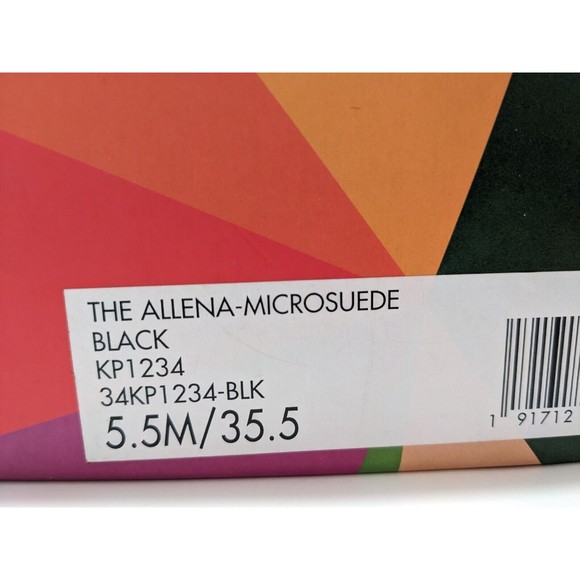 THE ALLENA-MICROSUEDE
BLACK
KP1234
34KP1234-BLK
5.5M/35.5
1 91712